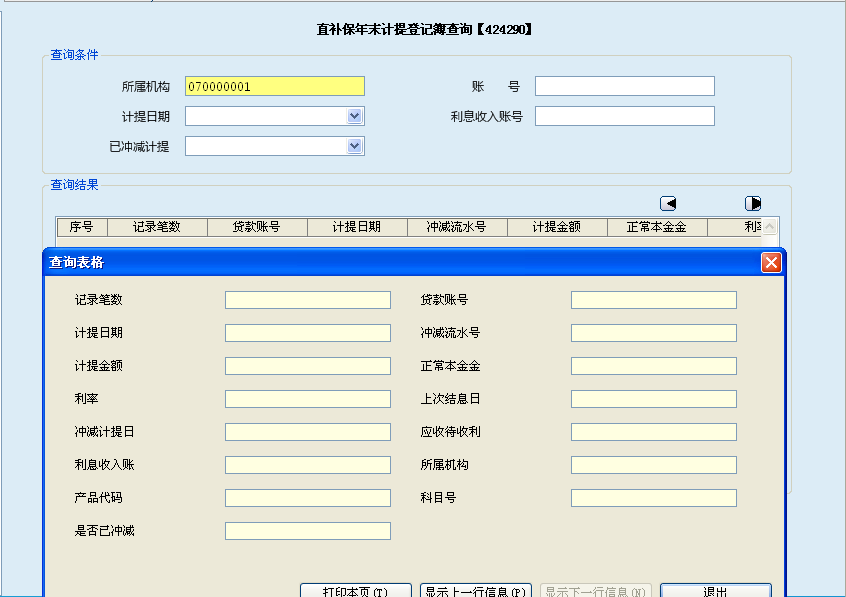 直补保年末计提登记簿查询【424290】
查询条件
所属机构 070000001 账 号
计提日期 利息收入账号
已冲减计提
查询结果
序号 记录笔数 贷款账号 计提日期 冲减流水号 计提金额 正常本金金 利率
查询表格
记录笔数 贷款账号
计提日期 冲减流水号
计提金额 正常本金金
利率 上次结息日
冲减计提日 应收待收利
利息收入账 所属机构
产品代码 科目号
是否已冲减
打印本页(T) 显示上一行信息(P) 显示下一行信息(N) 退出